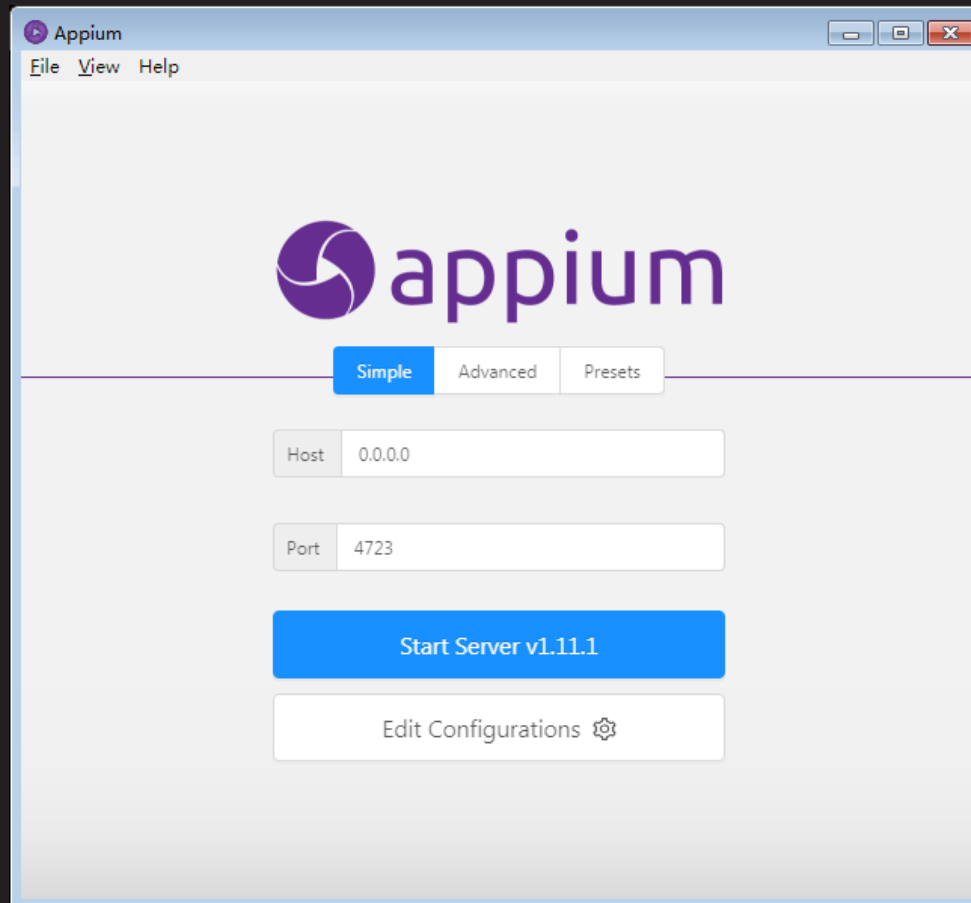 Appium
File View Help
appium
Simple Advanced Presets
Host 0.0.0.0
Port 4723
Start Server v1.11.1
Edit Configurations